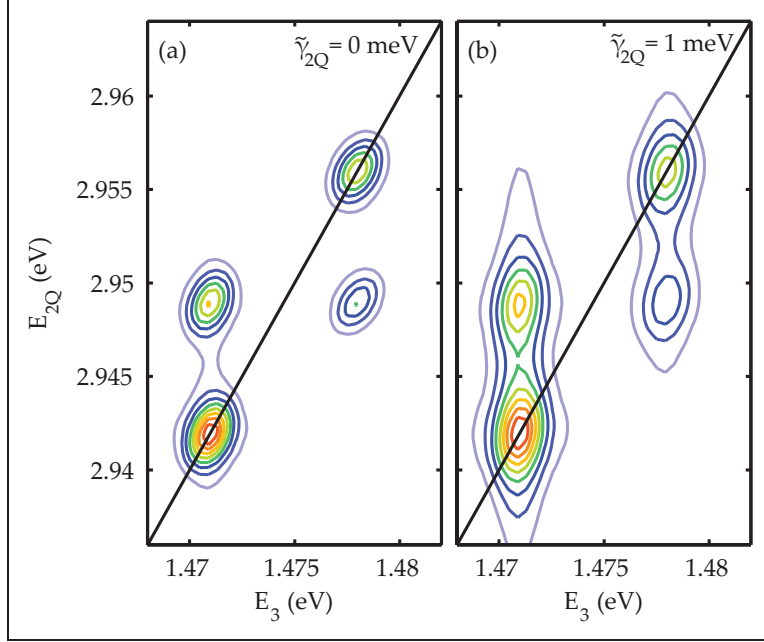 (a) γ̃2Q = 0 meV
(b) γ̃2Q = 1 meV
E2Q (eV)
2.96
2.955
2.95
2.945
2.94
1.47 1.475 1.48
1.47 1.475 1.48
E3 (eV)
E3 (eV)